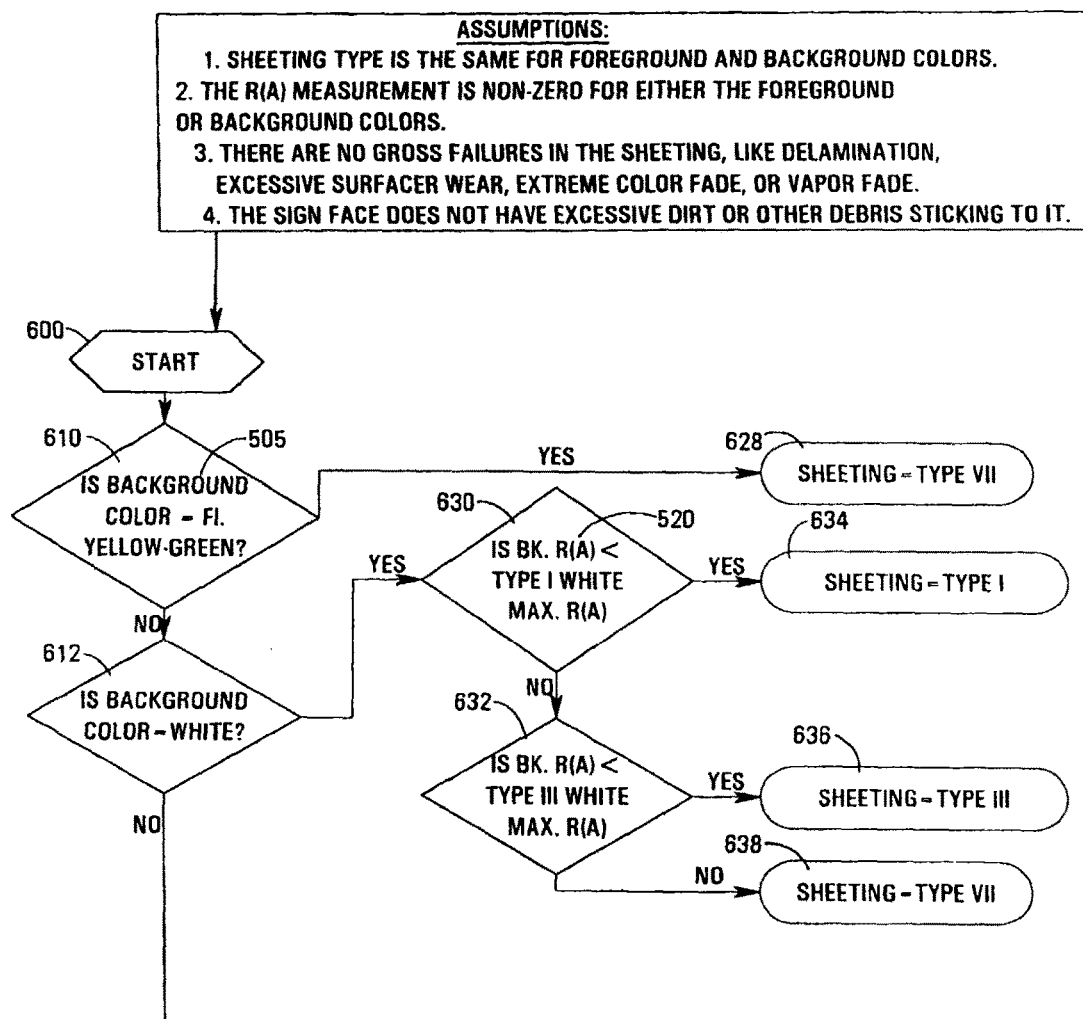 ASSUMPTIONS:
1. SHEETING TYPE IS THE SAME FOR FOREGROUND AND BACKGROUND COLORS.
2. THE R(A) MEASUREMENT IS NON-ZERO FOR EITHER THE FOREGROUND
OR BACKGROUND COLORS.
3. THERE ARE NO GROSS FAILURES IN THE SHEETING, LIKE DELAMINATION,
EXCESSIVE SURFACER WEAR, EXTREME COLOR FADE, OR VAPOR FADE.
4. THE SIGN FACE DOES NOT HAVE EXCESSIVE DIRT OR OTHER DEBRIS STICKING TO IT.
600
START
610
505
IS BACKGROUND
COLOR = FI.
YELLOW-GREEN?
YES
628
SHEETING = TYPE VII
NO
612
IS BACKGROUND
COLOR = WHITE?
YES
630
520
IS BK. R(A) <
TYPE I WHITE
MAX. R(A)
YES
634
SHEETING = TYPE I
NO
632
IS BK. R(A) <
TYPE III WHITE
MAX. R(A)
YES
636
SHEETING = TYPE III
NO
638
SHEETING = TYPE VII
NO